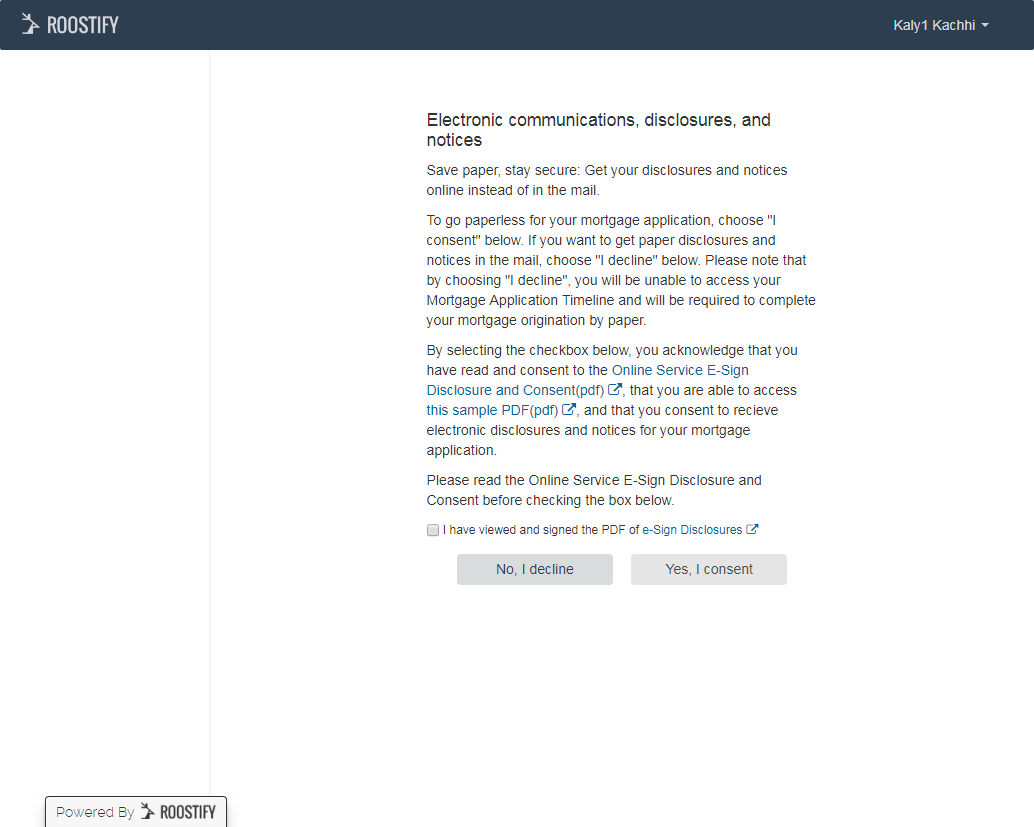 ROOSTIFY
Kaly1 Kachhi
Electronic communications, disclosures, and
notices
Save paper, stay secure: Get your disclosures and notices
online instead of in the mail.
To go paperless for your mortgage application, choose "I
consent" below. If you want to get paper disclosures and
notices in the mail, choose "I decline" below. Please note that
by choosing "I decline", you will be unable to access your
Mortgage Application Timeline and will be required to complete
your mortgage origination by paper.
By selecting the checkbox below, you acknowledge that you
have read and consent to the Online Service E-Sign
Disclosure and Consent(pdf) , that you are able to access
this sample PDF(pdf) , and that you consent to recieve
electronic disclosures and notices for your mortgage
application.
Please read the Online Service E-Sign Disclosure and
Consent before checking the box below.
I have viewed and signed the PDF of e-Sign Disclosures
No, I decline
Yes, I consent
Powered By ROOSTIFY